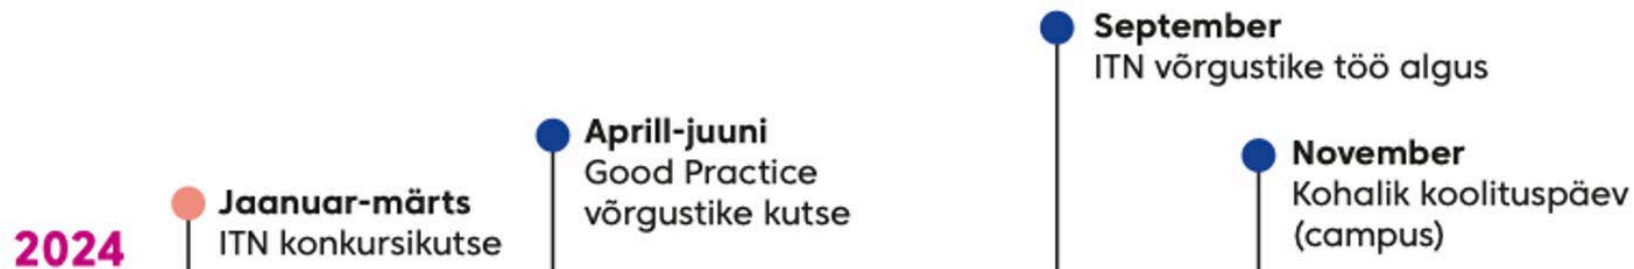 2024
Jaanuar-märts
ITN konkursikutse
Aprill-juuni
Good Practice
võrgustike kutse
September
ITN võrgustike töö algus
November
Kohalik koolituspäev
(campus)